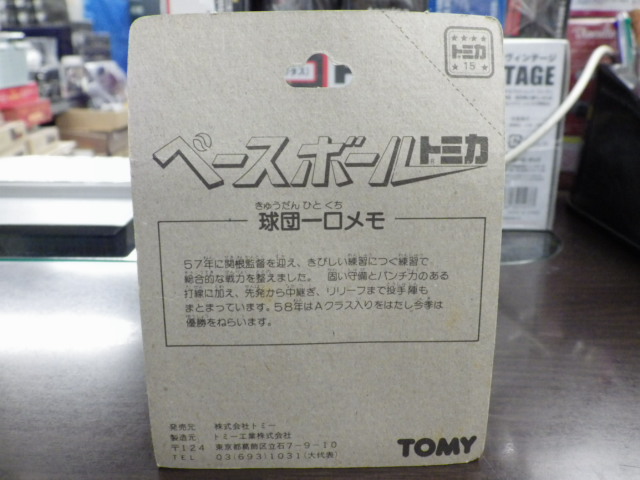 トミカ
15
ベースボールトミカ
きゅうだん ひと くち
球団一口メモ
57年に関根監督を迎え、きびしい練習につぐ練習で、
総合的な戦力を整えました。 固い守備とパンチ力のある
打線に加え、先発から中継ぎ、リリーフまで投手陣も
まとまっています。58年はAクラス入りをはたし今季は
優勝をねらいます。
発売元 株式会社トミー
製造元 トミー工業株式会社
〒124 東京都葛飾区立石7-9-10
TEL 03(693)1031(大代表)
TOMY
ヴィンテージ
TAGE